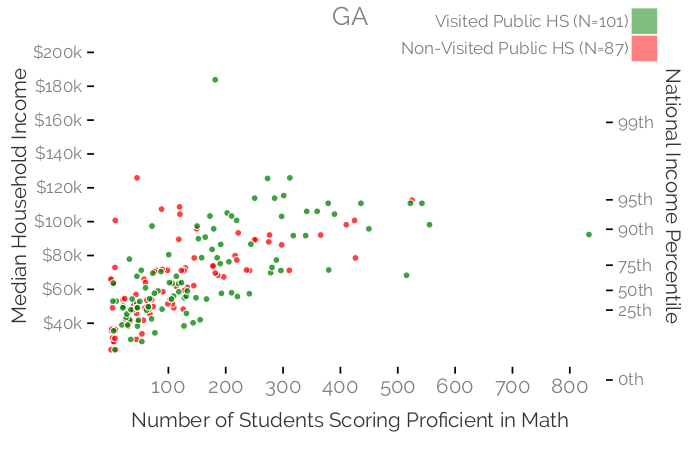 GA
Visited Public HS (N=101)
Non-Visited Public HS (N=87)
Median Household Income
$200k
$180k
$160k
$140k
$120k
$100k
$80k
$60k
$40k
National Income Percentile
99th
95th
90th
75th
50th
25th
0th
100 200 300 400 500 600 700 800
Number of Students Scoring Proficient in Math